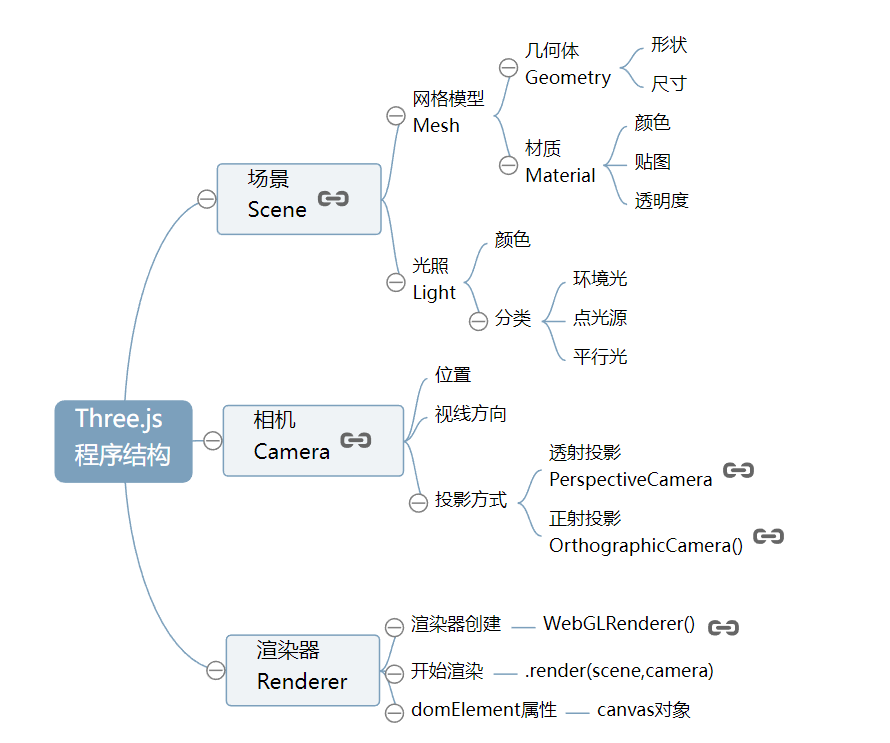 Three.js
程序结构
场景
Scene
网格模型
Mesh
几何体
Geometry
形状
尺寸
材质
Material
颜色
贴图
透明度
光照
Light
颜色
分类
环境光
点光源
平行光
相机
Camera
位置
视线方向
投影方式
透射投影
PerspectiveCamera
正射投影
OrthographicCamera()
渲染器
Renderer
渲染器创建
WebGLRenderer()
开始渲染
.render(scene,camera)
domElement属性
canvas对象